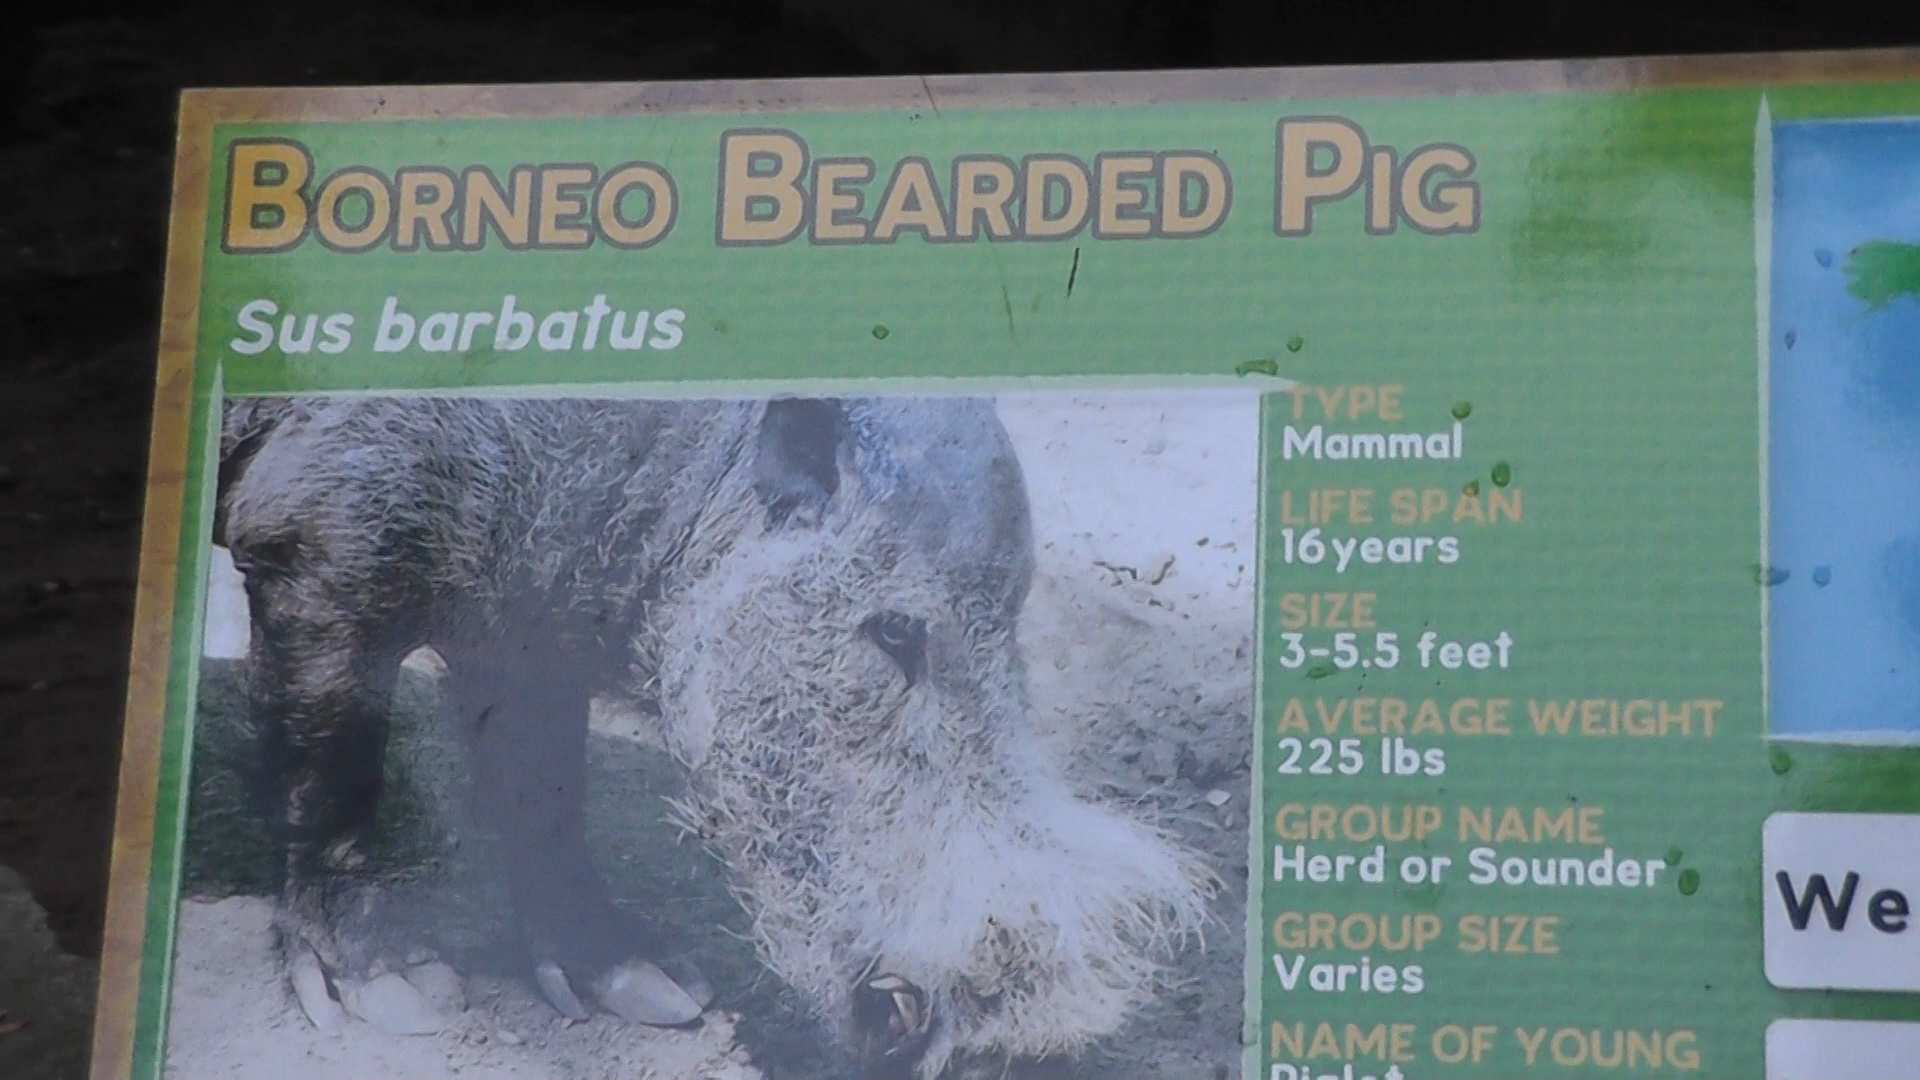 BORNEO BEARDED PIG
Sus barbatus
TYPE
Mammal
LIFE SPAN
16 years
SIZE
3-5.5 feet
AVERAGE WEIGHT
225 lbs
GROUP NAME
Herd or Sounder
GROUP SIZE
Varies
NAME OF YOUNG
Piglet
We